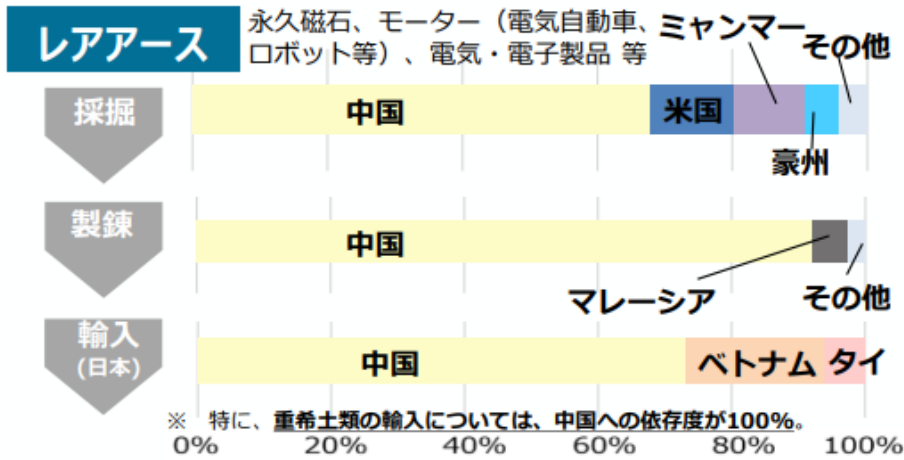 レアアース
永久磁石、モーター（電気自動車、
ロボット等）、電気・電子製品 等
ミャンマー
その他
採掘
中国
米国
豪州
製錬
中国
マレーシア
その他
輸入
(日本)
中国
ベトナム
タイ
※ 特に、重希土類の輸入については、中国への依存度が100%。
0% 20% 40% 60% 80% 100%